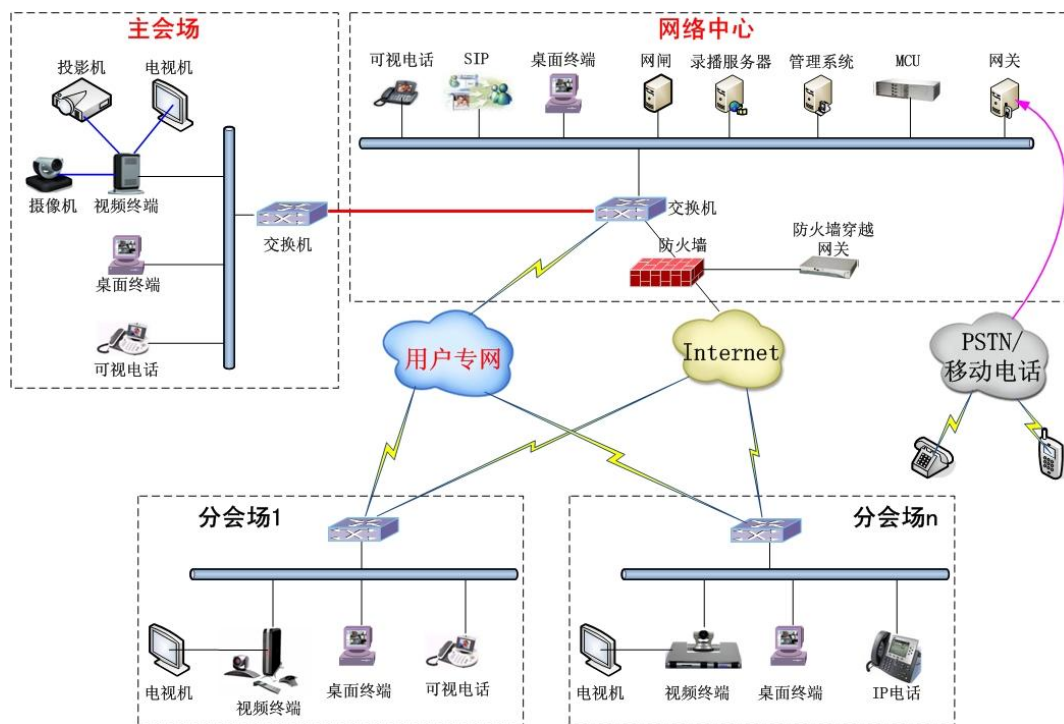 主会场
投影机
电视机
摄像机
视频终端
桌面终端
可视电话
交换机
网络中心
可视电话
SIP
桌面终端
网闸
录播服务器
管理系统
MCU
网关
交换机
防火墙
防火墙穿越
网关
用户专网
Internet
PSTN/
移动电话
分会场1
电视机
视频终端
桌面终端
可视电话
分会场n
电视机
视频终端
桌面终端
IP电话